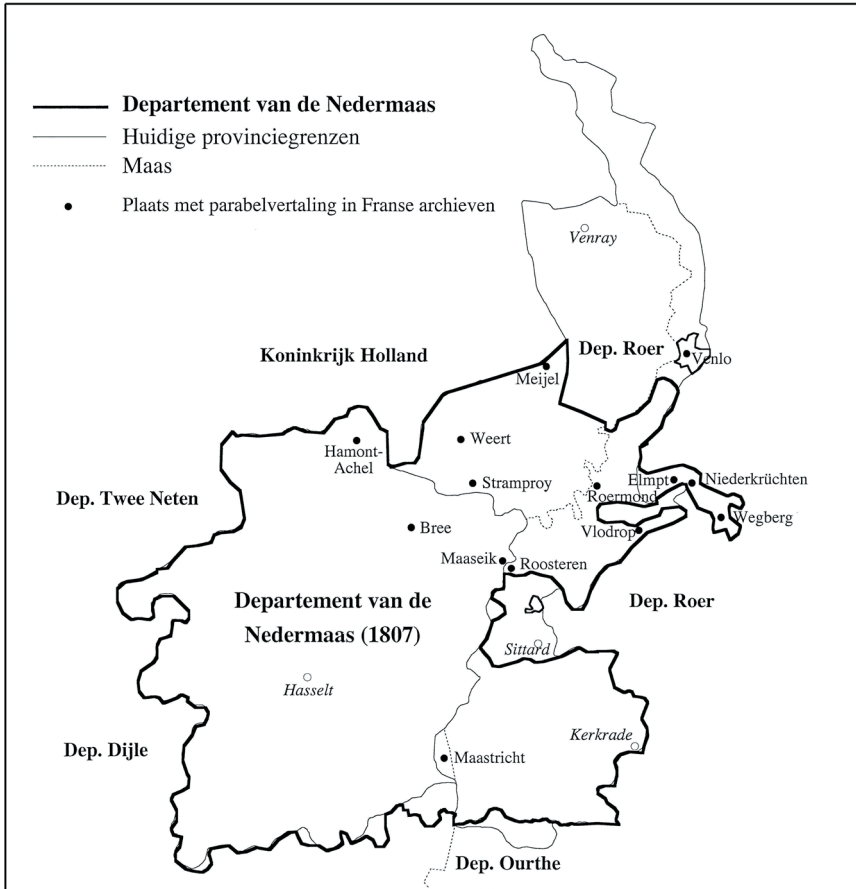 Departement van de Nedermaas
Huidige provinciegrenzen
Maas
Plaats met parabelvertaling in Franse archieven
Venray
Koninkrijk Holland
Dep. Roer
Venlo
Meijel
Hamont-
Achel
Weert
Stramproy
Roermond
Elmpt
Niederkrüchten
Dep. Twee Neten
Bree
Vlodrop
Wegberg
Maaseik
Roosteren
Departement van de
Nedermaas (1807)
Dep. Roer
Sittard
Hasselt
Kerkrade
Dep. Dijle
Maastricht
Dep. Ourthe